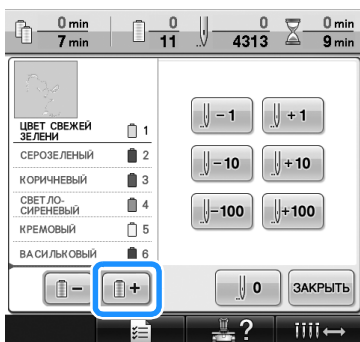 0 min 0 0 0 min
7 min 11 4313 9 min
ЦВЕТ СВЕЖЕЙ
ЗЕЛЕНИ 1
СЕРОЗЕЛЕНЫЙ 2
КОРИЧНЕВЫЙ 3
СВЕТЛО-
СИРЕНЕВЫЙ 4
КРЕМОВЫЙ 5
ВАСИЛЬКОВЫЙ 6
-1 +1
-10 +10
-100 +100
- + 0 ЗАКРЫТЬ
?